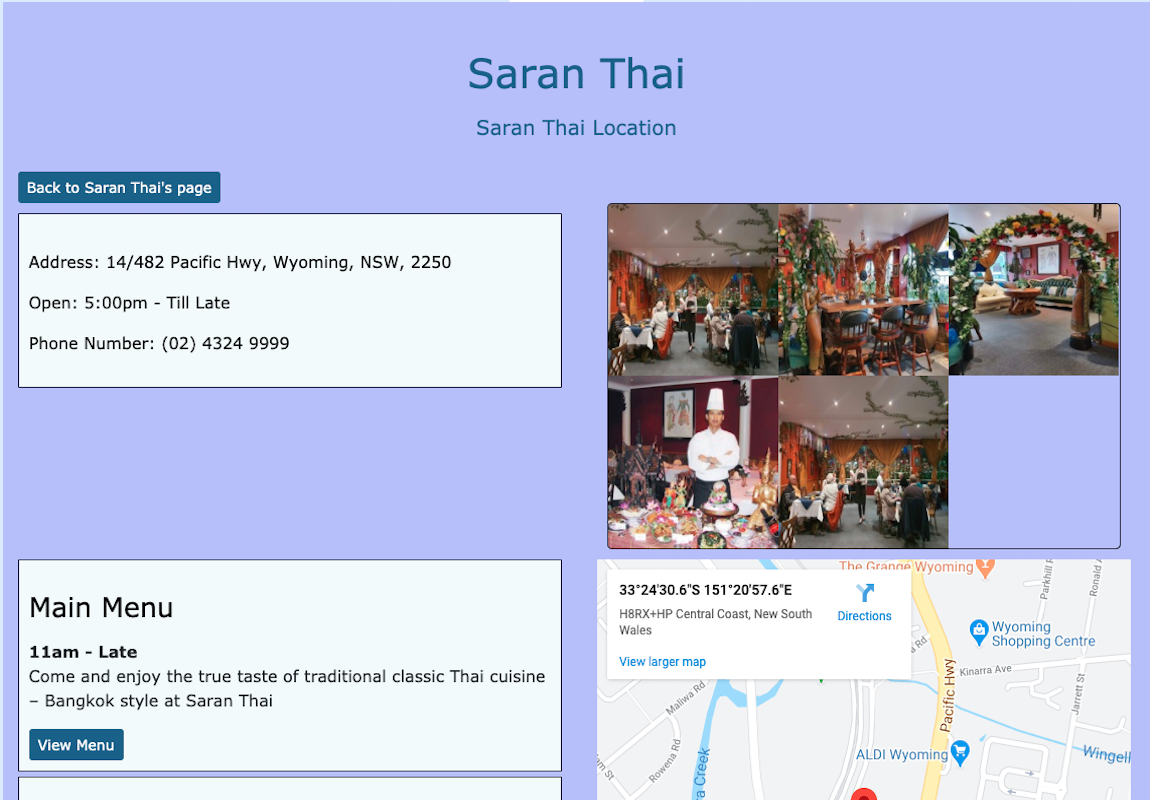 Saran Thai
Saran Thai Location
Back to Saran Thai's page
Address: 14/482 Pacific Hwy, Wyoming, NSW, 2250
Open: 5:00pm - Till Late
Phone Number: (02) 4324 9999
Main Menu
11am - Late
Come and enjoy the true taste of traditional classic Thai cuisine
– Bangkok style at Saran Thai
View Menu
33°24'30.6"S 151°20'57.6"E
H8RX+HP Central Coast, New South
Wales
Directions
View larger map
The Grange Wyoming
Parkhill
Ronald
Wyoming
Shopping Centre
Rd
Kinarra Ave
Maliwa Rd
Pacific Hwy
Jarrett St
Rowena Rd
Creek
St
ALDI Wyoming